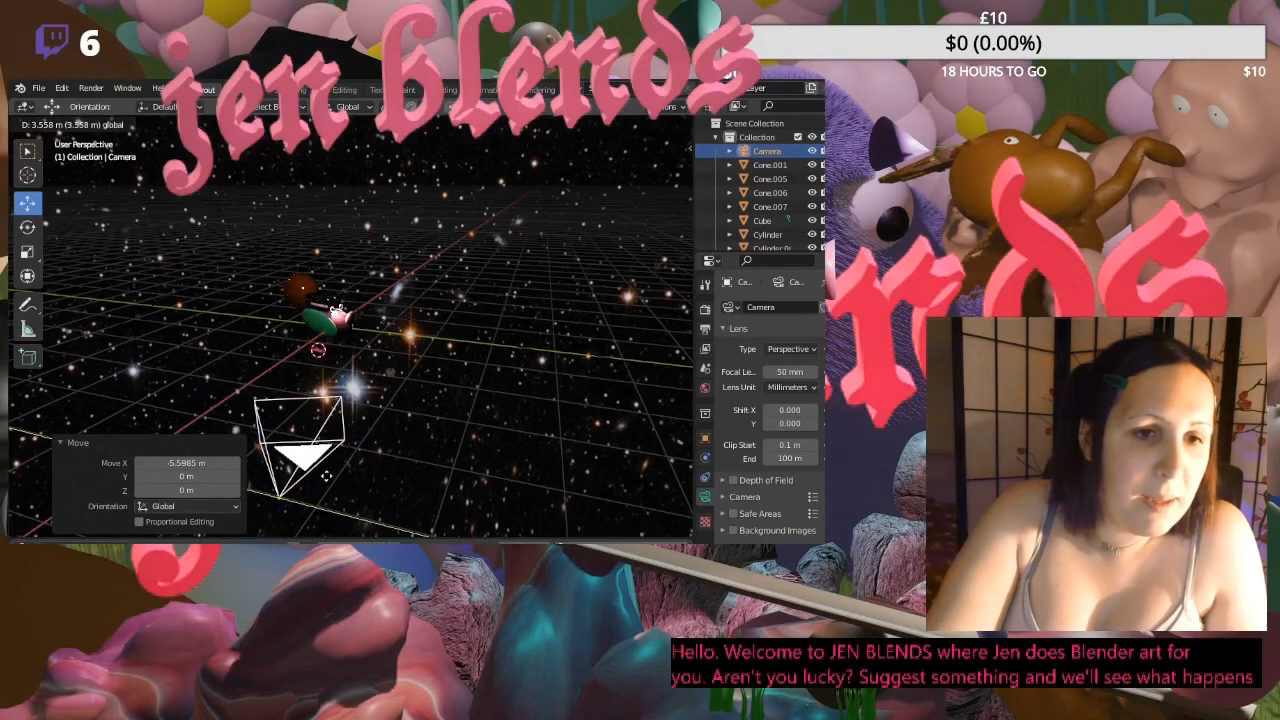 6
jen blends
£10
$0 (0.00%)
18 HOURS TO GO
$10
File
Edit
Render
Window
Orientation:
Global
Layer
D: 3.558 m (3.558 m) global
User Perspective
(1) Collection | Camera
Scene Collection
Collection
Camera
Cone.001
Cone.005
Cone.006
Cone.007
Cube
Cylinder
Ca...
Ca...
Camera
Lens
Type Perspective
Focal Le... 50 mm
Lens Unit Millimeters
Shift X 0.000
Y 0.000
Clip Start 0.1 m
End 100 m
Depth of Field
Camera
Safe Areas
Background Images
Move
Move X -5.5985 m
Y 0 m
Z 0 m
Orientation Global
Proportional Editing
Hello. Welcome to JEN BLENDS where Jen does Blender art for
you. Aren't you lucky? Suggest something and we'll see what happens